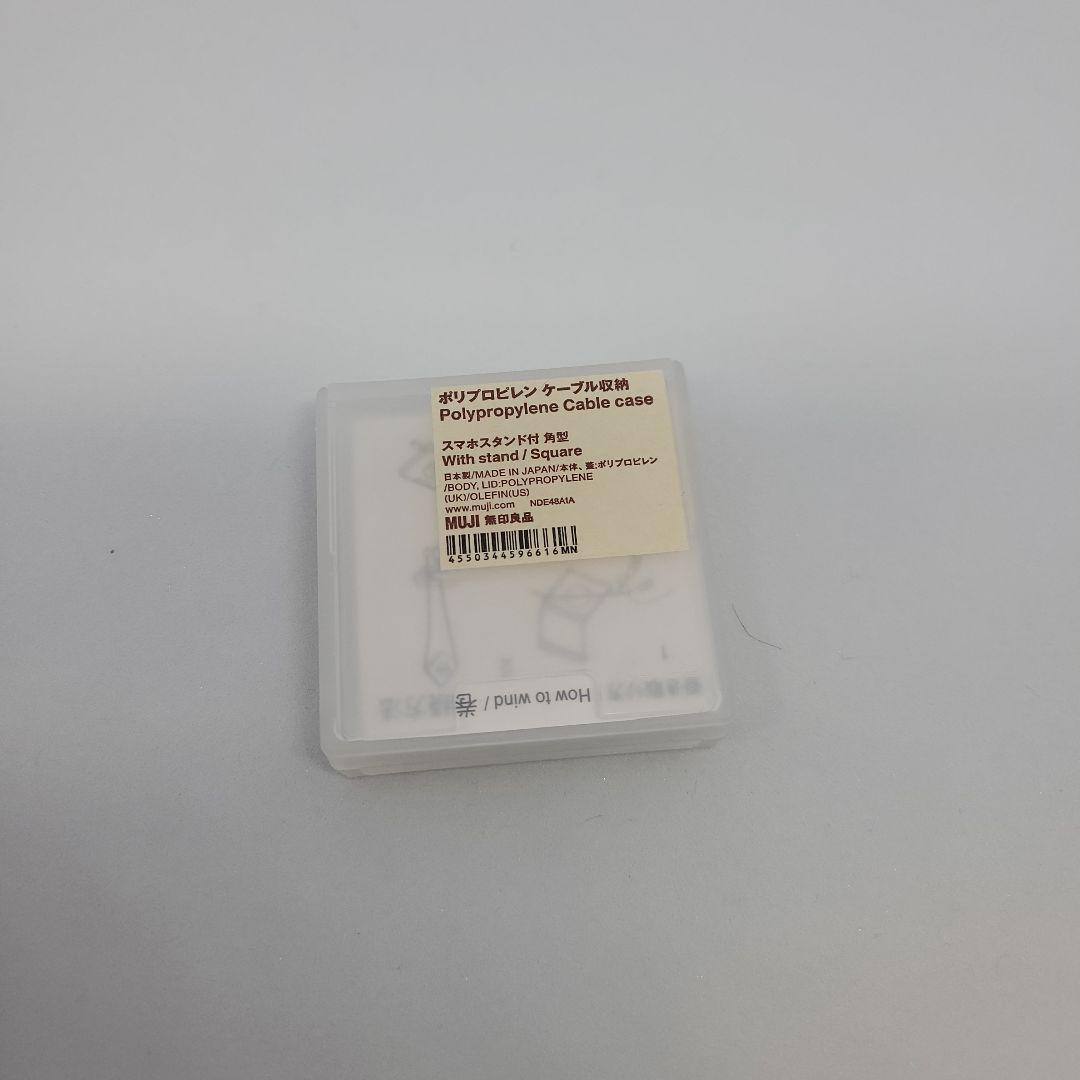 ポリプロピレン ケーブル収納
Polypropylene Cable case
スマホスタンド付 角型
With stand / Square
日本製/MADE IN JAPAN/本体、蓋:ポリプロピレン
/BODY, LID:POLYPROPYLENE
(UK)/OLEFIN(US)
www.muji.com NDE48A1A
MUJI 無印良品
4550344596616MN
2
1
How to wind / 巻